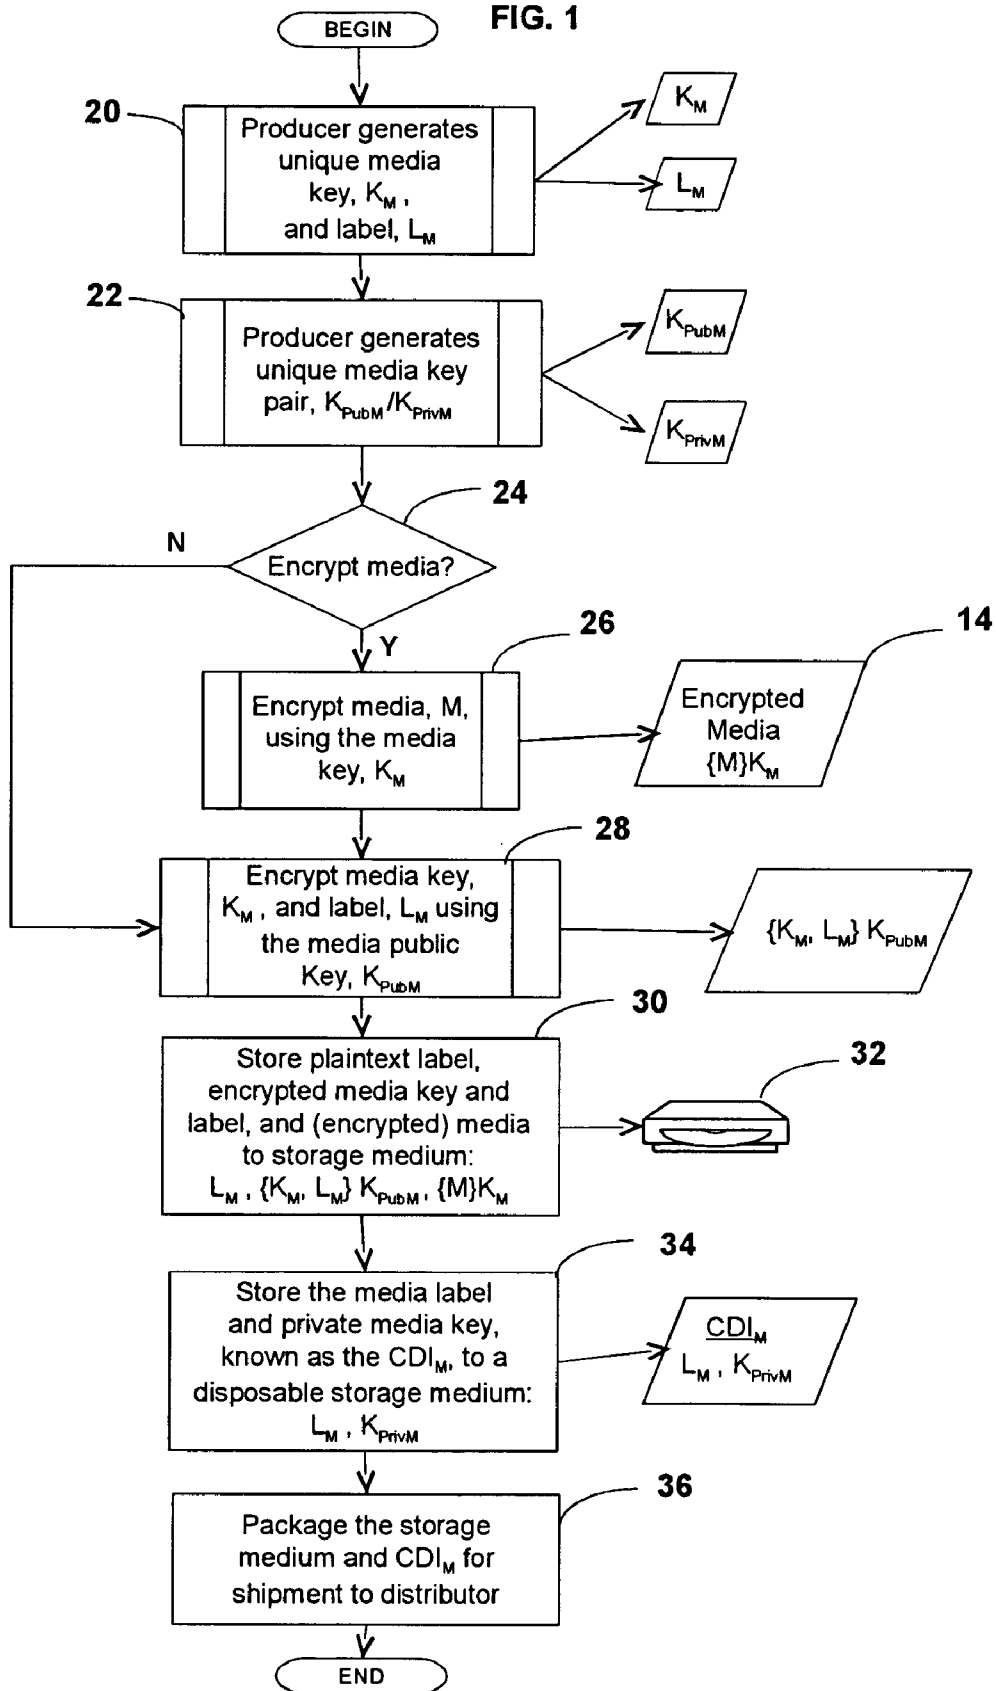 FIG. 1
BEGIN
20
Producer generates
unique media
key, KM ,
and label, LM
KM
LM
22
Producer generates
unique media key
pair, KPubM/KPrivM
KPubM
KPrivM
24
Encrypt media?
N
Y
26
Encrypt media, M,
using the media
key, KM
14
Encrypted
Media
{M}KM
28
Encrypt media key,
KM , and label, LM using
the media public
Key, KPubM
{KM, LM} KPubM
30
Store plaintext label,
encrypted media key and
label, and (encrypted) media
to storage medium:
LM , {KM, LM} KPubM, {M}KM
32
34
Store the media label
and private media key,
known as the CDIM, to a
disposable storage medium:
LM , KPrivM
CDIM
LM , KPrivM
36
Package the storage
medium and CDIM for
shipment to distributor
END